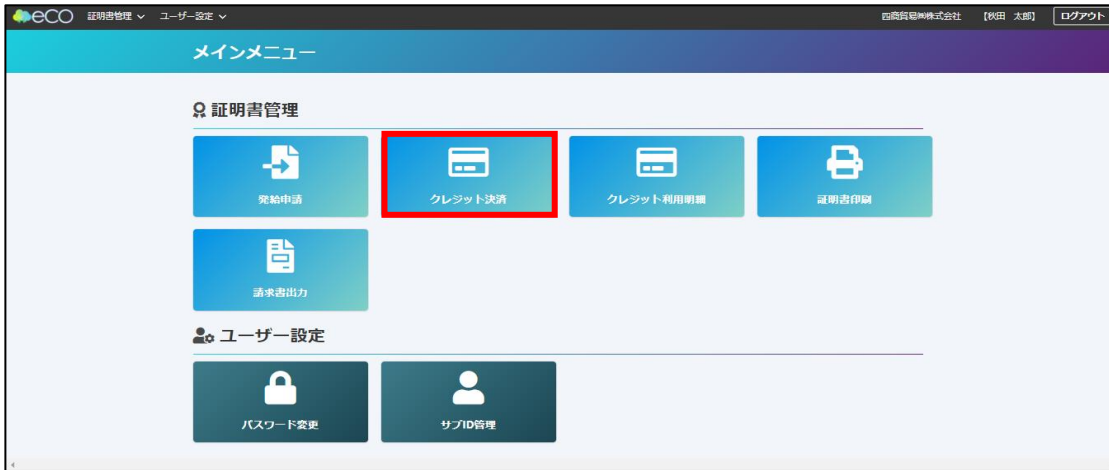 eCO 証明書管理 ユーザー設定 四商貿易㈱株式会社 【秋田 太郎】 ログアウト
メインメニュー
証明書管理
発給申請 クレジット決済 クレジット利用明細 証明書印刷
請求書出力
ユーザー設定
パスワード変更 サブID管理